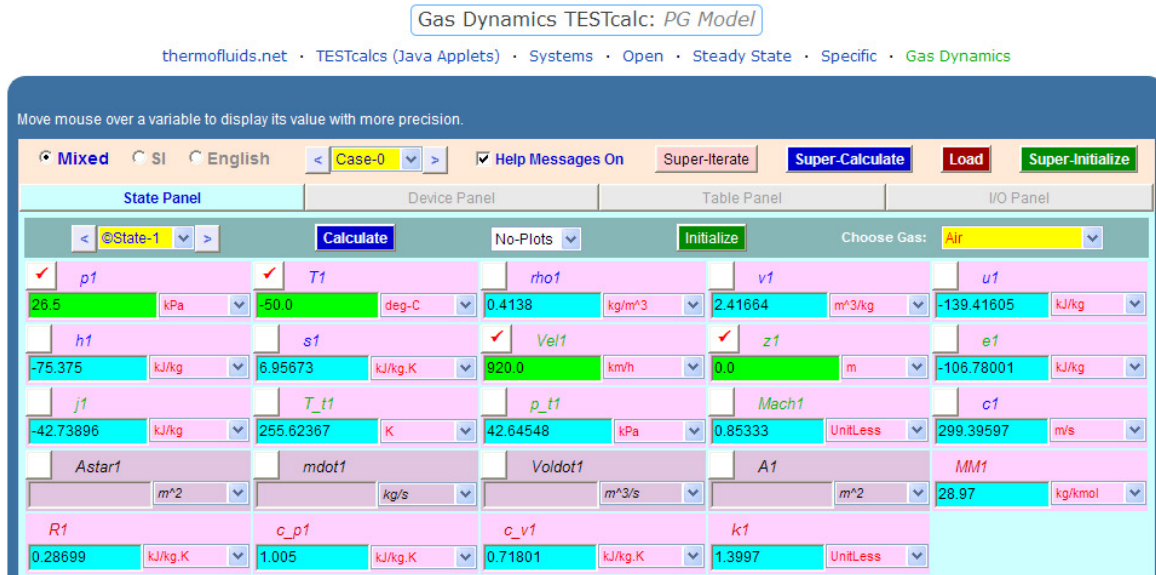 Gas Dynamics TESTcalc: PG Model
thermofluids.net · TESTcalcs (Java Applets) · Systems · Open · Steady State · Specific · Gas Dynamics
Move mouse over a variable to display its value with more precision.
Mixed SI English < Case-0 > Help Messages On Super-Iterate Super-Calculate Load Super-Initialize
State Panel Device Panel Table Panel I/O Panel
< ©State-1 > Calculate No-Plots Initialize Choose Gas: Air
p1 T1 rho1 v1 u1
26.5 kPa -50.0 deg-C 0.4138 kg/m^3 2.41664 m^3/kg -139.41605 kJ/kg
h1 s1 Vel1 z1 e1
-75.375 kJ/kg 6.95673 kJ/kg.K 920.0 km/h 0.0 m -106.78001 kJ/kg
j1 T_t1 p_t1 Mach1 c1
-42.73896 kJ/kg 255.62367 K 42.64548 kPa 0.85333 UnitLess 299.39597 m/s
Astar1 mdot1 Voldot1 A1 MM1
m^2 kg/s m^3/s m^2 28.97 kg/kmol
R1 c_p1 c_v1 k1
0.28699 kJ/kg.K 1.005 kJ/kg.K 0.71801 kJ/kg.K 1.3997 UnitLess